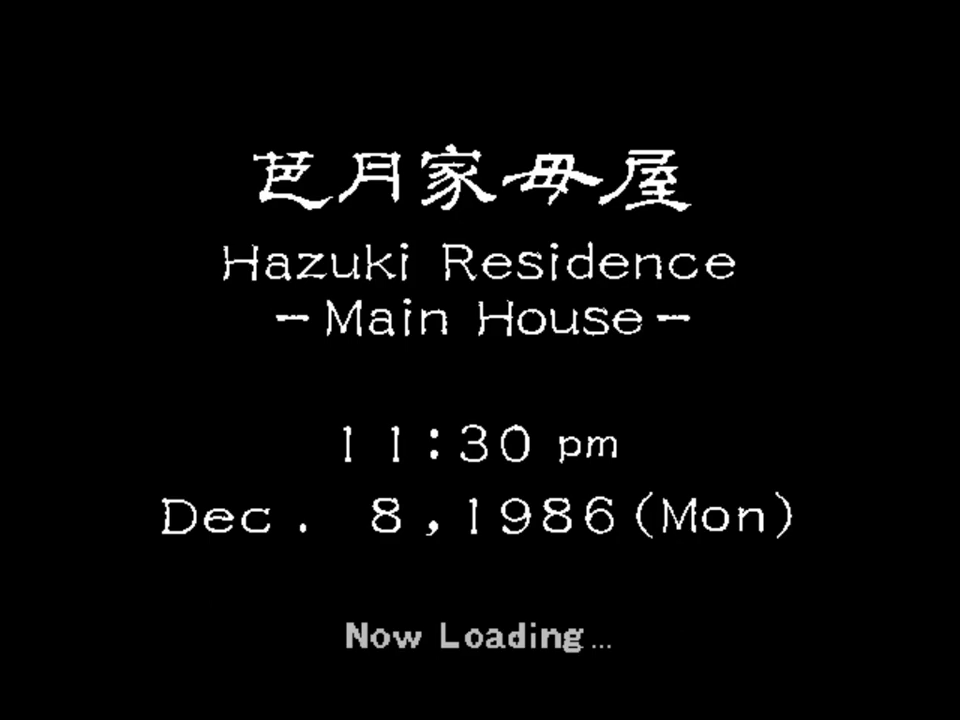 芭月家母屋
Hazuki Residence
-Main House-
11:30 pm
Dec. 8,1986(Mon)
Now Loading...